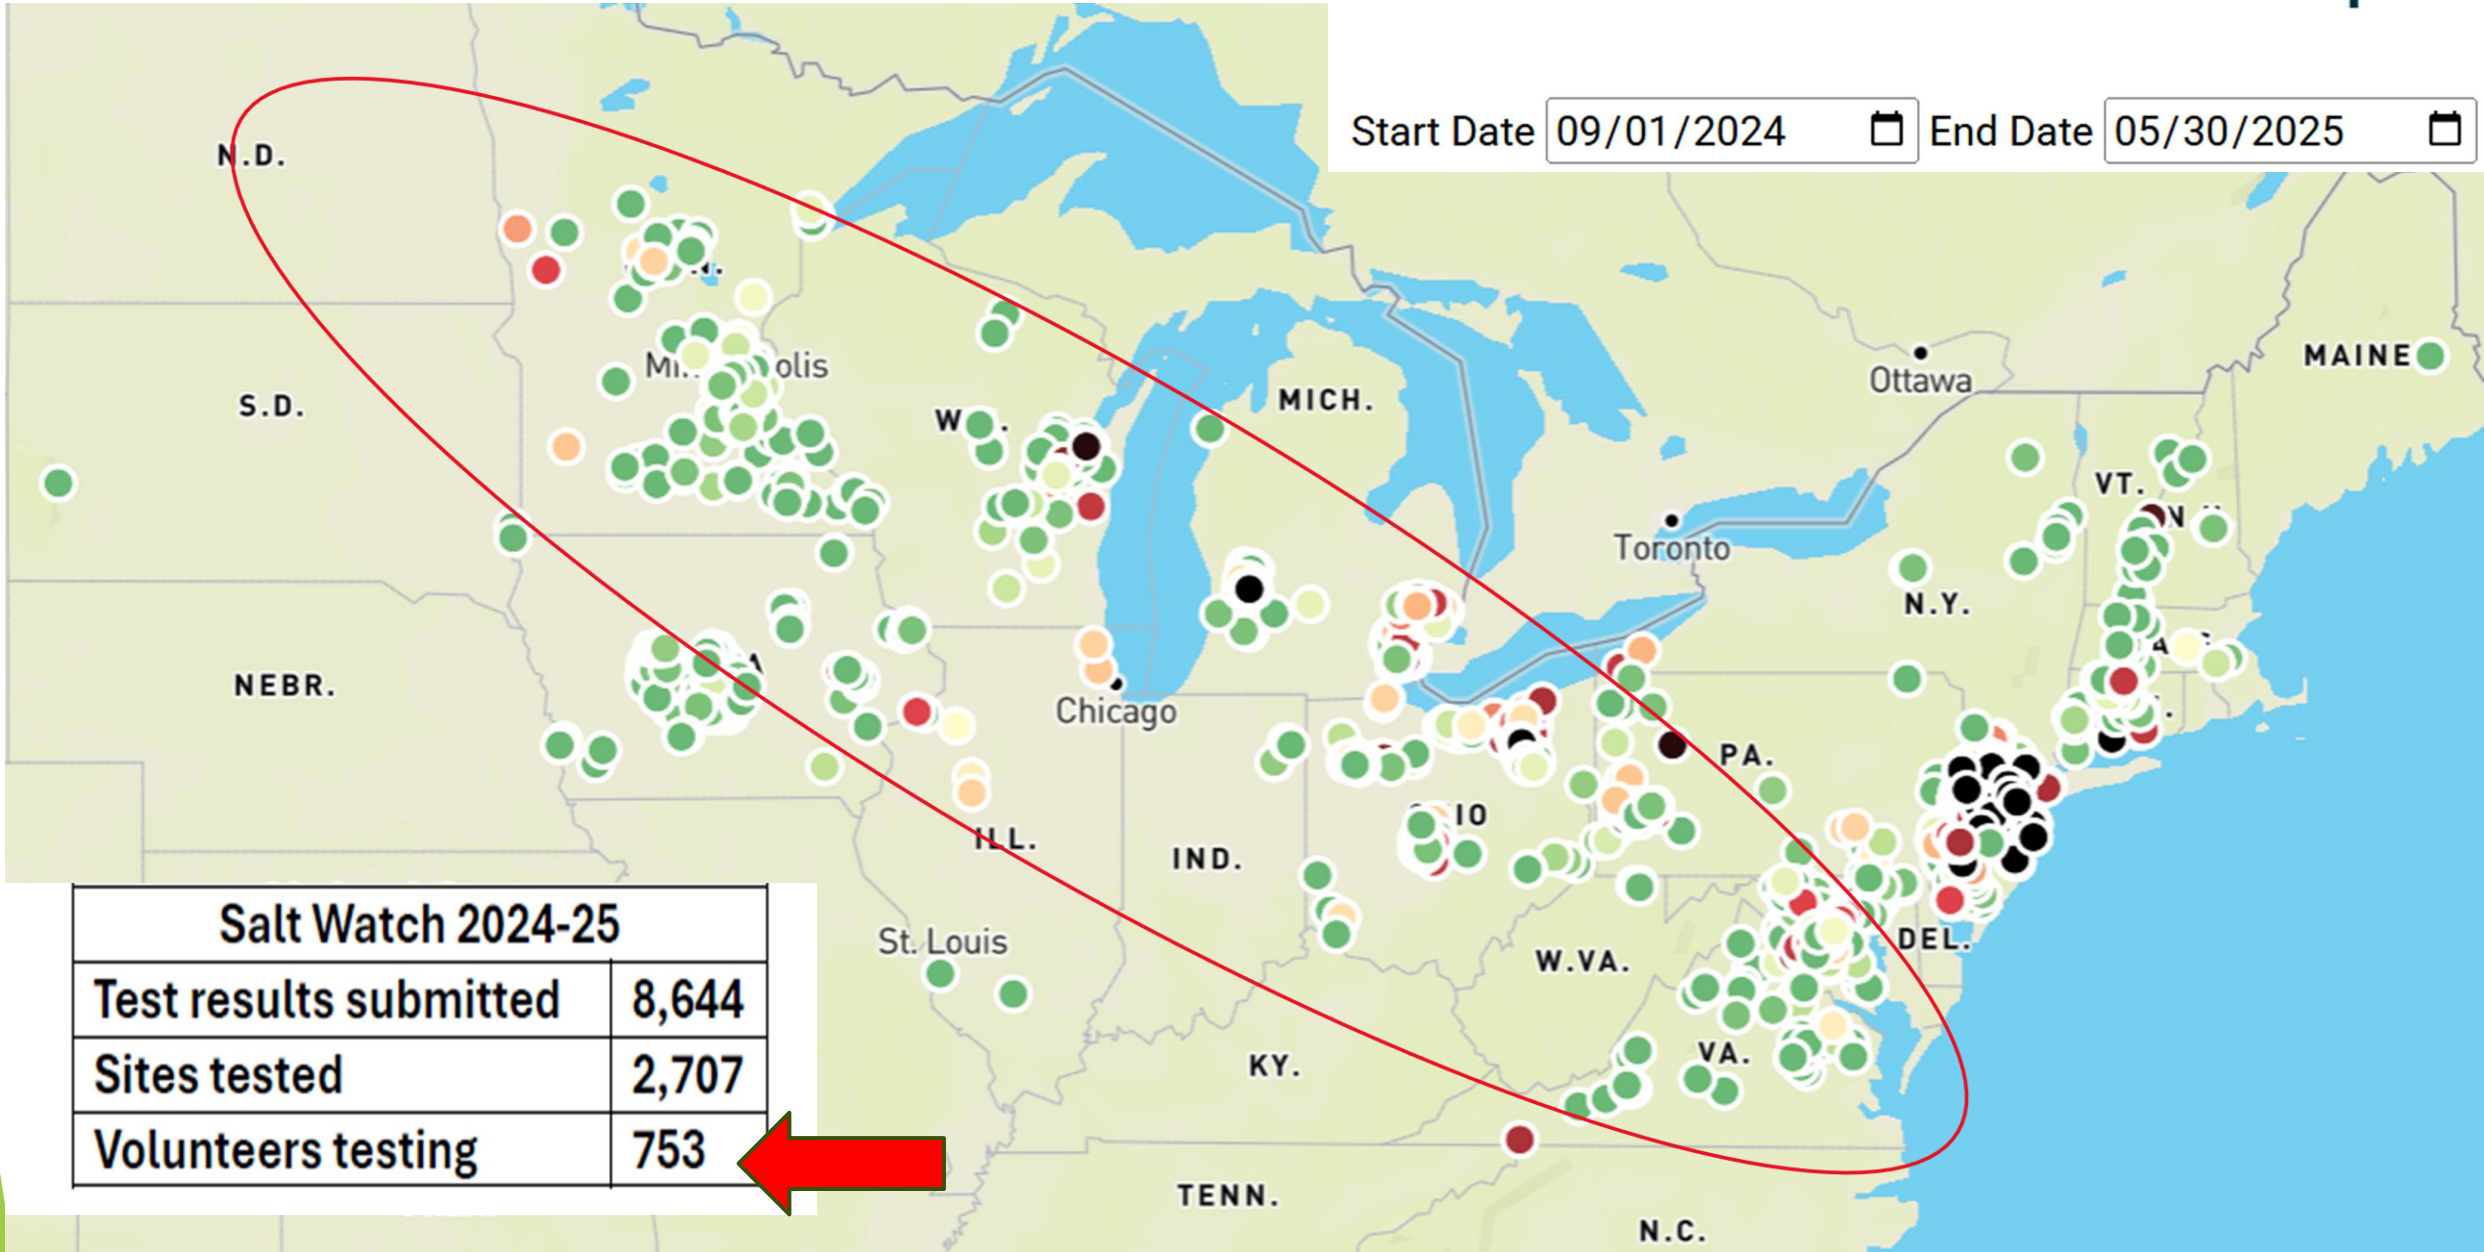 Start Date 09/01/2024 End Date 05/30/2025
N.D.
S.D.
olis
W
MICH.
Ottawa
MAINE
VT.
Toronto
N.Y.
NEBR.
Chicago
PA.
ILL.
IND.
IO
St. Louis
W.VA.
DEL.
KY.
VA.
TENN.
N.C.
Salt Watch 2024-25
Test results submitted 8,644
Sites tested 2,707
Volunteers testing 753